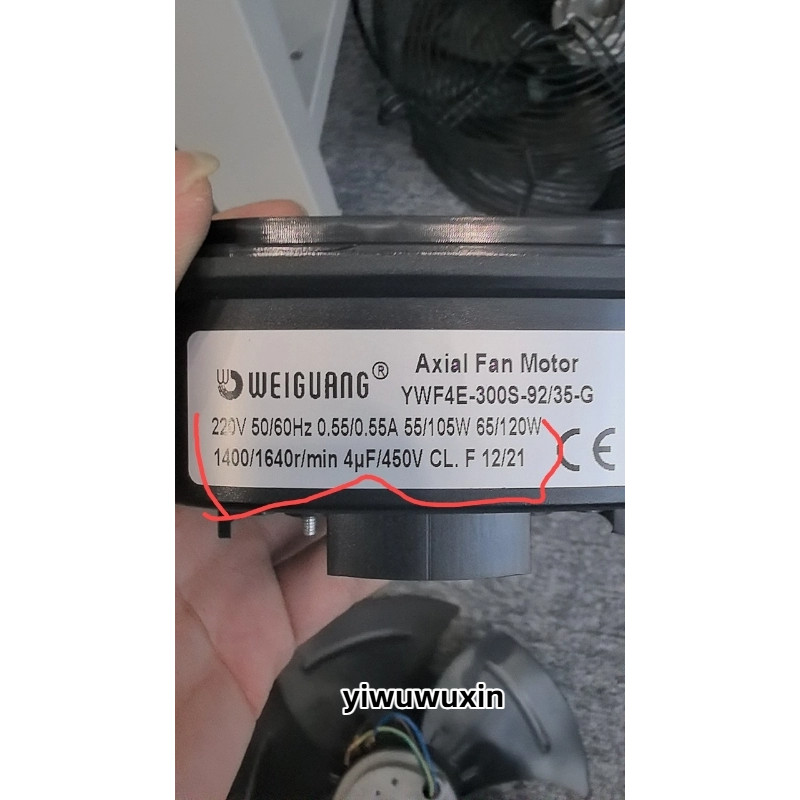 WEIGUANG®
Axial Fan Motor
YWF4E-300S-92/35-G
220V 50/60Hz 0.55/0.55A 55/105W 65/120W
1400/1640r/min 4µF/450V CL. F 12/21
CE
yiwuwuxin